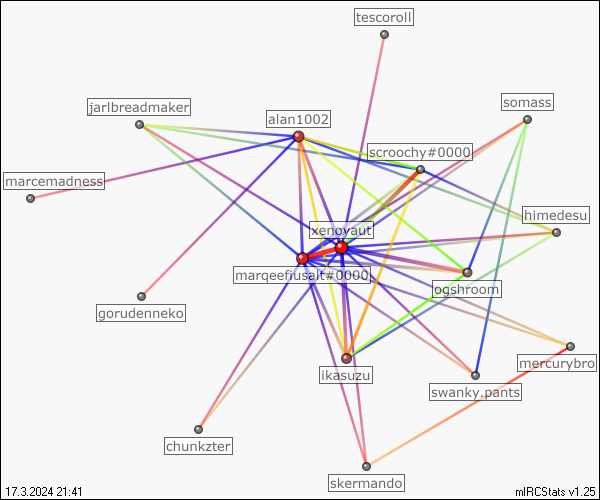 tescoroll
jarlbreadmaker
somass
alan1002
scroochy#0000
marcemadness
himedesu
xenovaut
marqeefiusalt#0000
ogshroom
gorudenneko
mercurybro
ikasuzu
swanky.pants
chunkzter
skermando
17.3.2024 21:41
mIRCStats v1.25